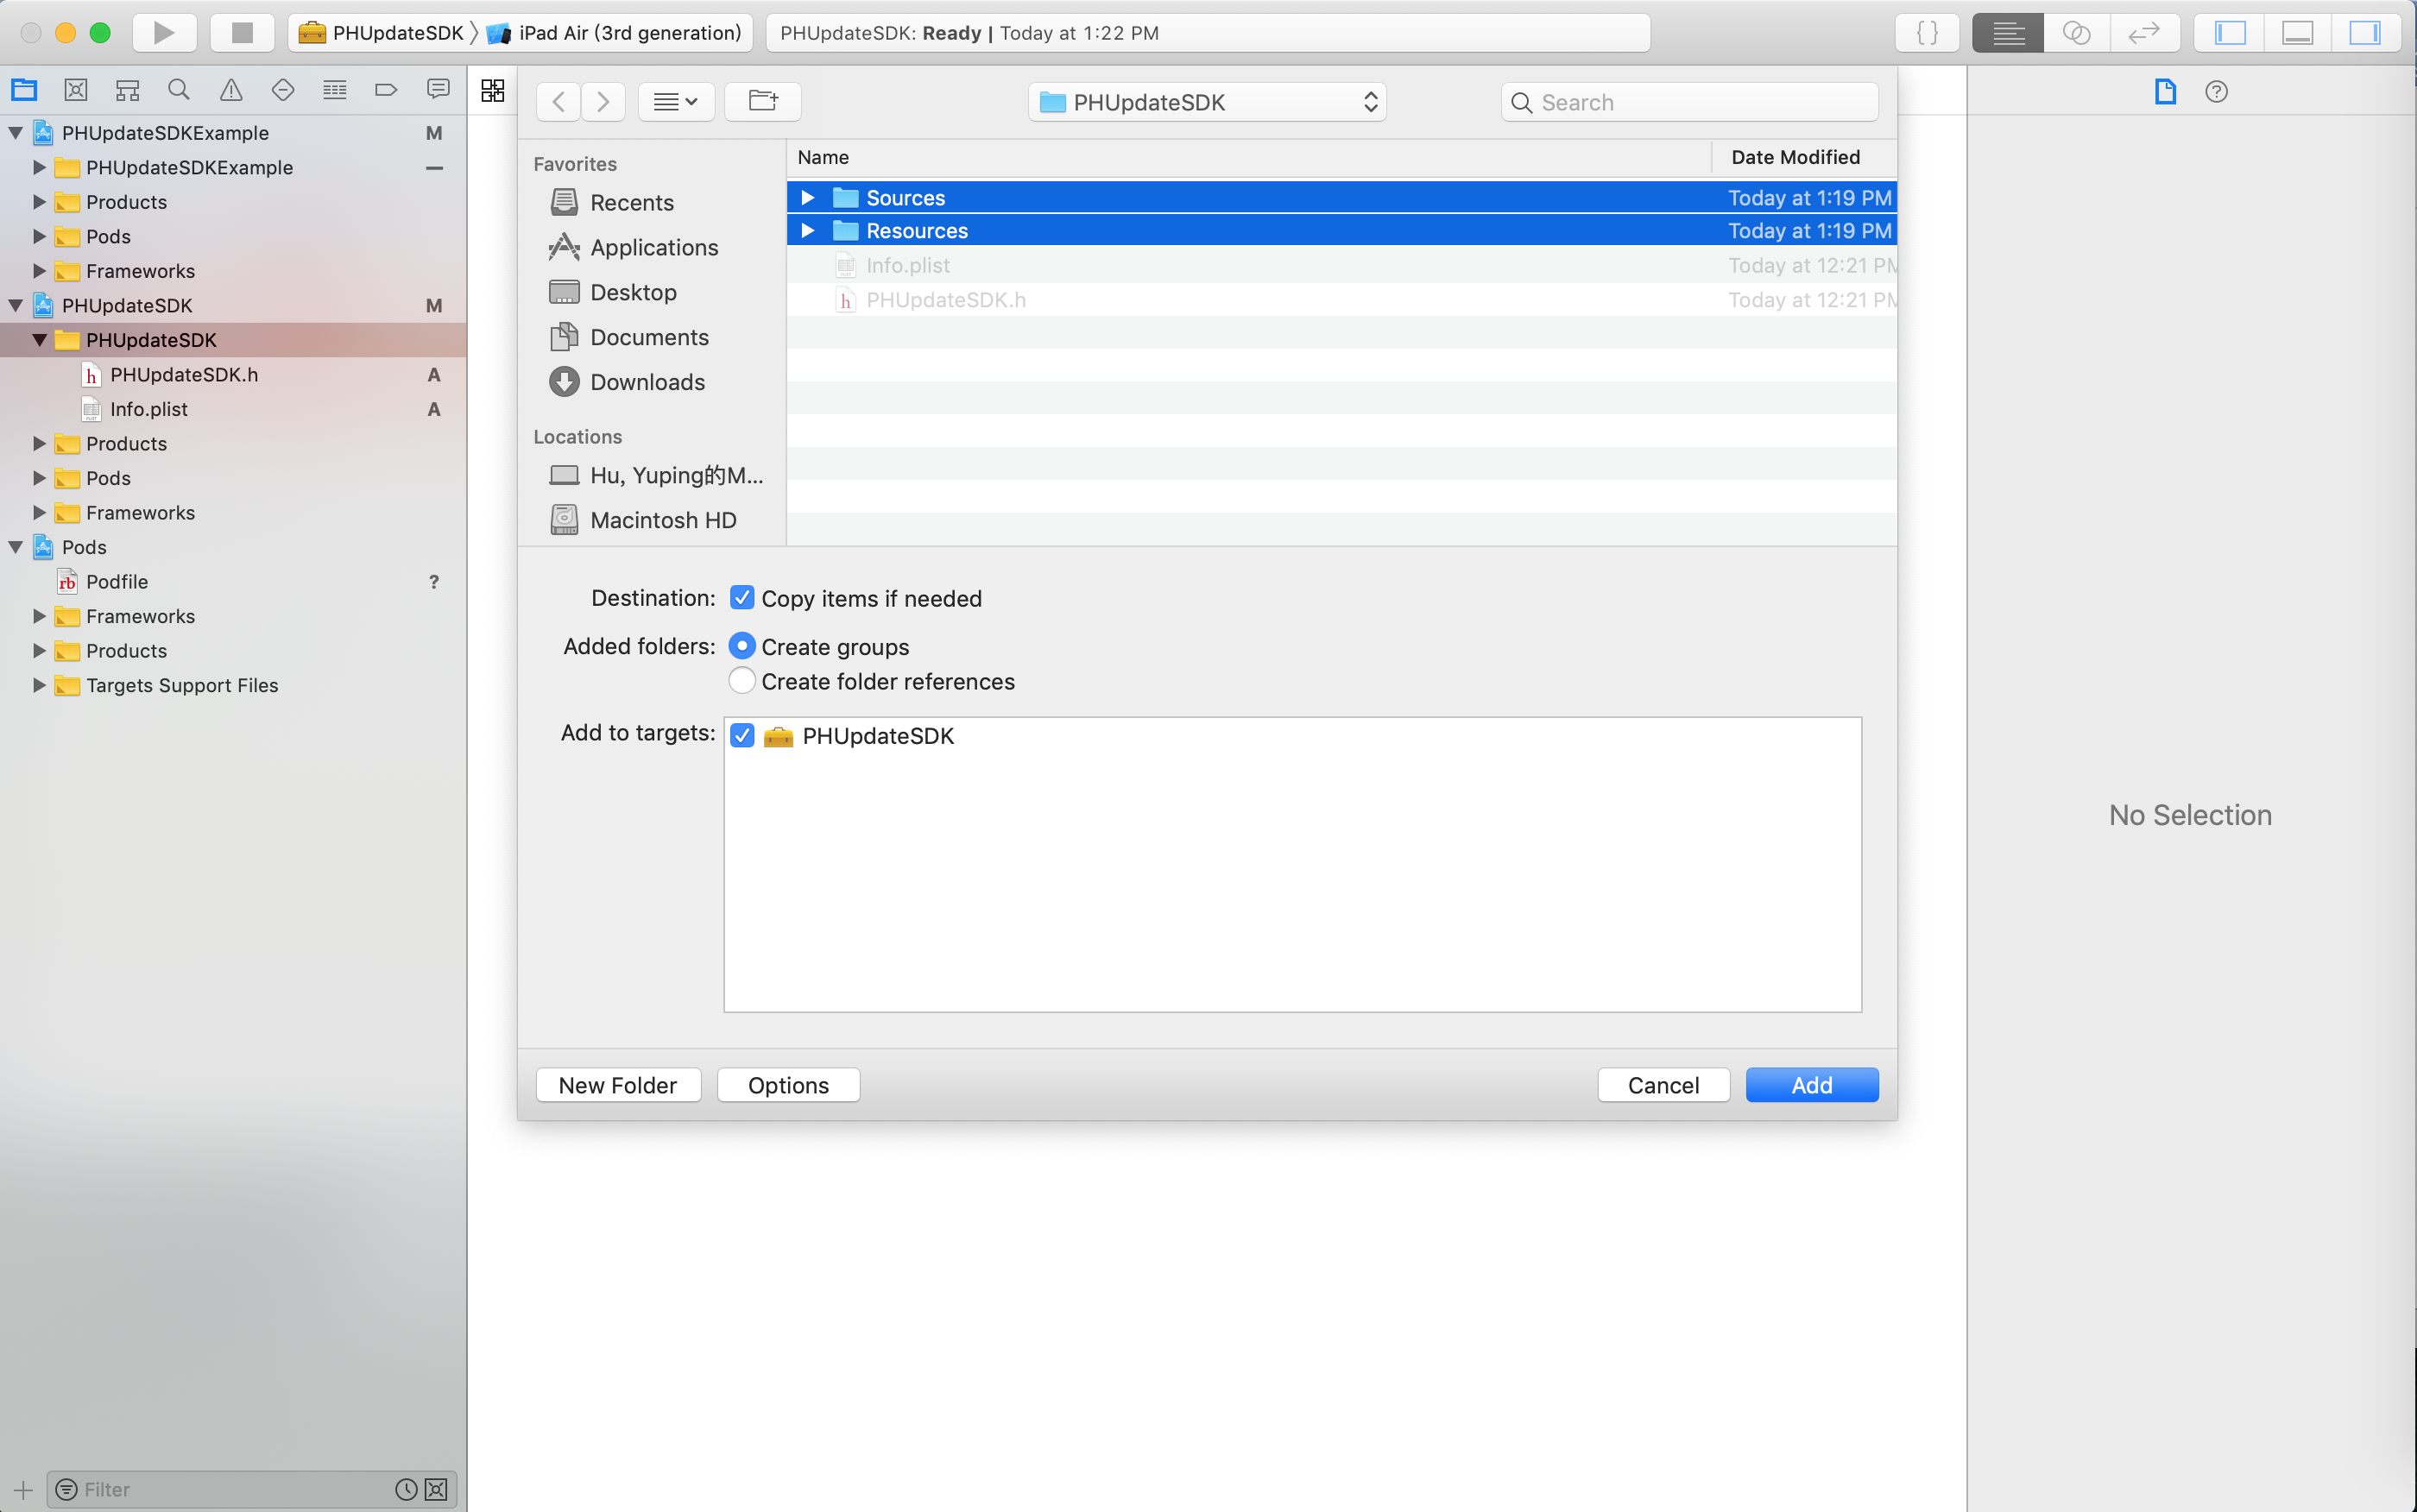 PHUpdateSDK
iPad Air (3rd generation)
PHUpdateSDK: Ready | Today at 1:22 PM
PHUpdateSDKExample M
PHUpdateSDKExample
Products
Pods
Frameworks
PHUpdateSDK M
PHUpdateSDK
PHUpdateSDK.h A
Info.plist A
Products
Pods
Frameworks
Pods
Podfile ?
Frameworks
Products
Targets Support Files
Filter
PHUpdateSDK
Search
Favorites
Recents
Applications
Desktop
Documents
Downloads
Locations
Hu, Yuping的M...
Macintosh HD
Name Date Modified
Sources Today at 1:19 PM
Resources Today at 1:19 PM
Info.plist Today at 12:21 PM
PHUpdateSDK.h Today at 12:21 PM
Destination: Copy items if needed
Added folders: Create groups
Create folder references
Add to targets: PHUpdateSDK
New Folder Options Cancel Add
No Selection